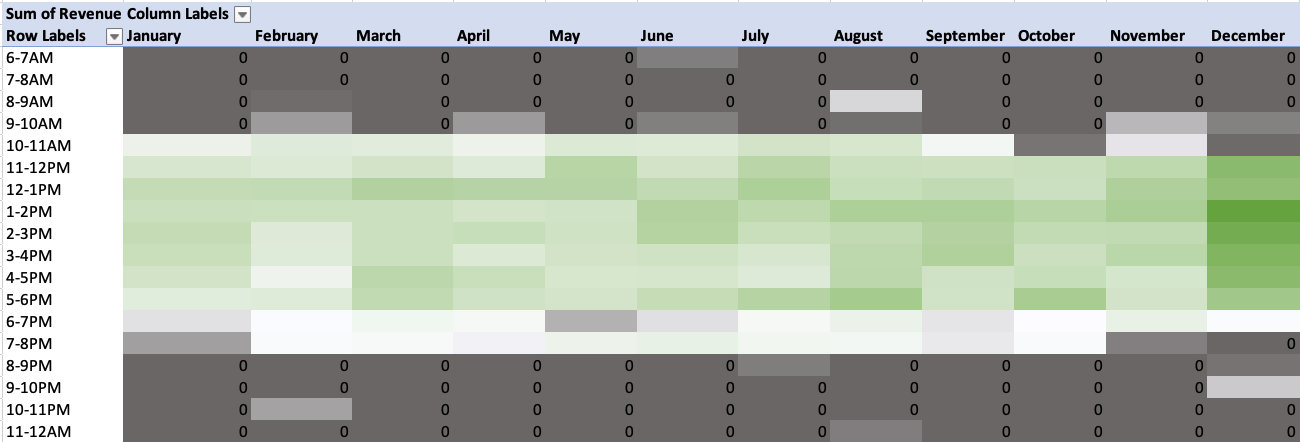 Sum of Revenue Column Labels
Row Labels January February March April May June July August September October November December
6-7AM 0 0 0 0 0 0 0 0 0 0 0
7-8AM 0 0 0 0 0 0 0 0 0 0 0 0
8-9AM 0 0 0 0 0 0 0 0 0 0
9-10AM 0 0 0 0 0 0
10-11AM
11-12PM
12-1PM
1-2PM
2-3PM
3-4PM
4-5PM
5-6PM
6-7PM
7-8PM 0
8-9PM 0 0 0 0 0 0 0 0 0 0
9-10PM 0 0 0 0 0 0 0 0 0 0 0
10-11PM 0 0 0 0 0 0 0 0 0 0 0
11-12AM 0 0 0 0 0 0 0 0 0 0 0